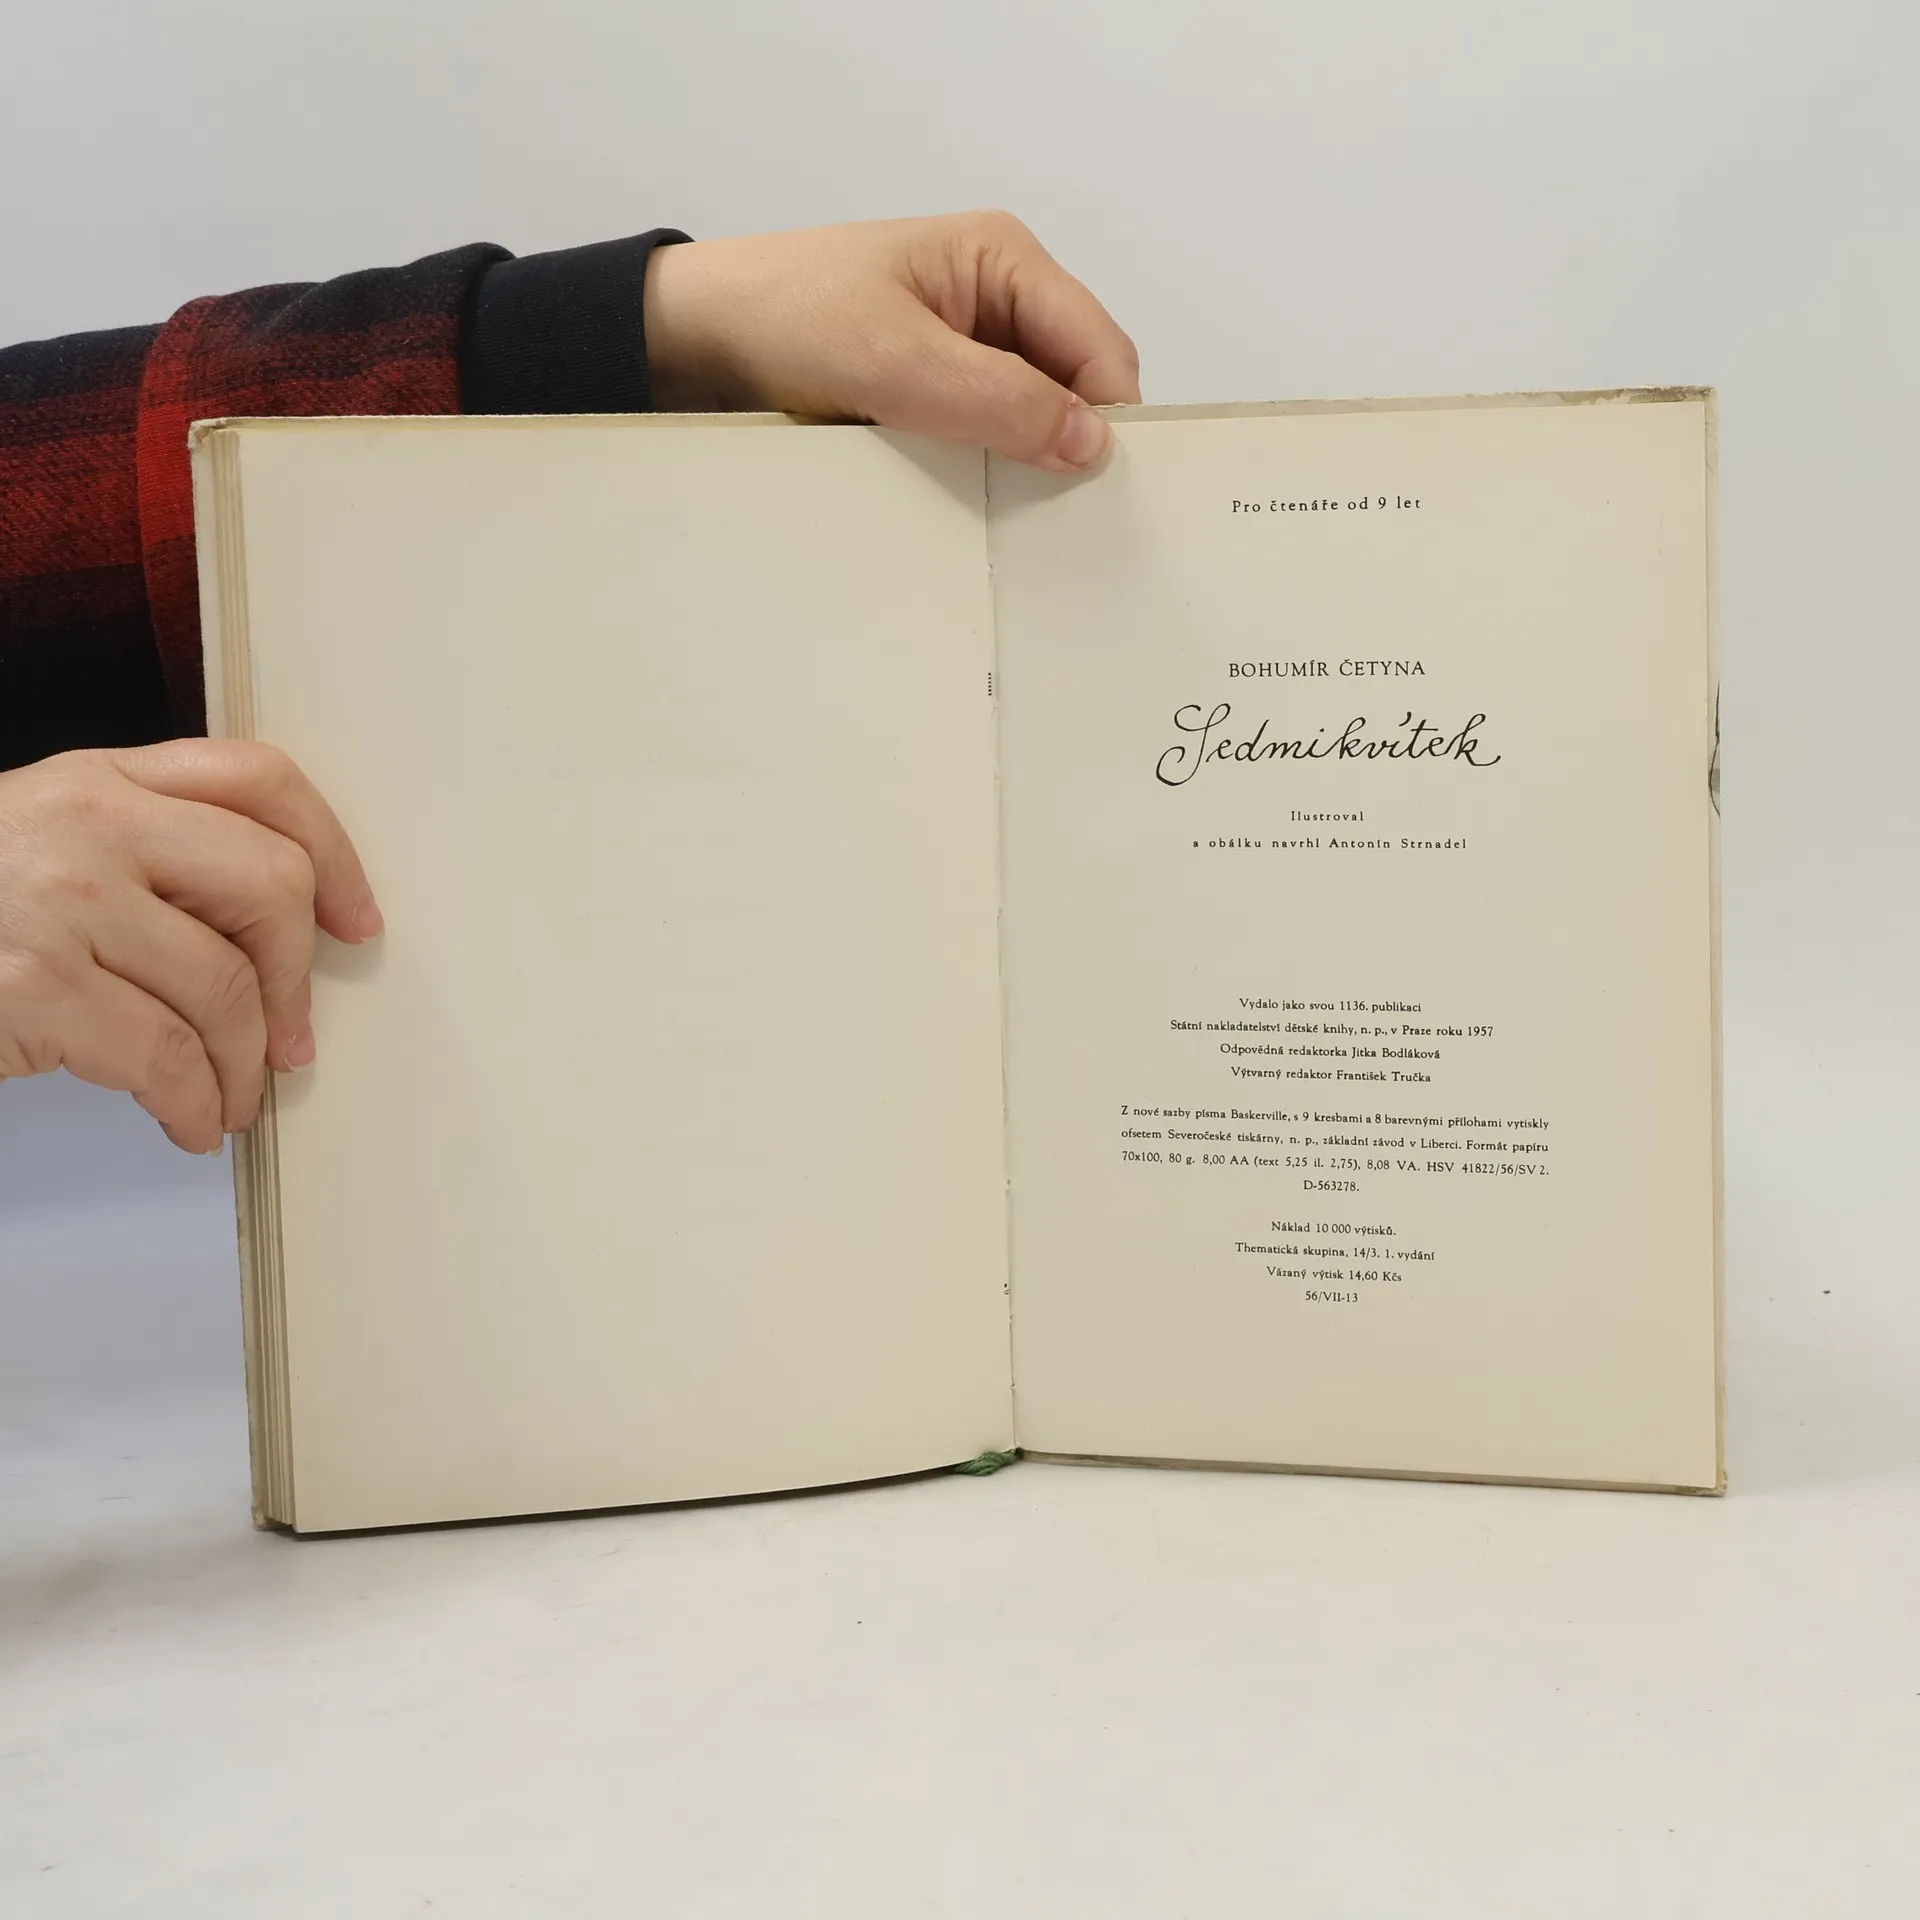 Pro čtenáře od 9 let
BOHUMÍR ČETYNA
Sedmikvítek
Ilustroval
a obálku navrhl Antonín Strnadel
Vydalo jako svou 1136. publikaci
Státní nakladatelství dětské knihy, n. p., v Praze roku 1957
Odpovědná redaktorka Jitka Bodláková
Výtvarný redaktor František Tručka
Z nové sazby písma Baskerville, s 9 kresbami a 8 barevnými přílohami vytiskly
ofsetem Severočeské tiskárny, n. p., základní závod v Liberci. Formát papíru
70x100, 80 g. 8,00 AA (text 5,25 il. 2,75), 8,08 VA. HSV 41822/56/SV 2.
D-563278.
Náklad 10 000 výtisků.
Thematická skupina, 14/3. 1. vydání
Vázaný výtisk 14,60 Kčs
56/VII-13